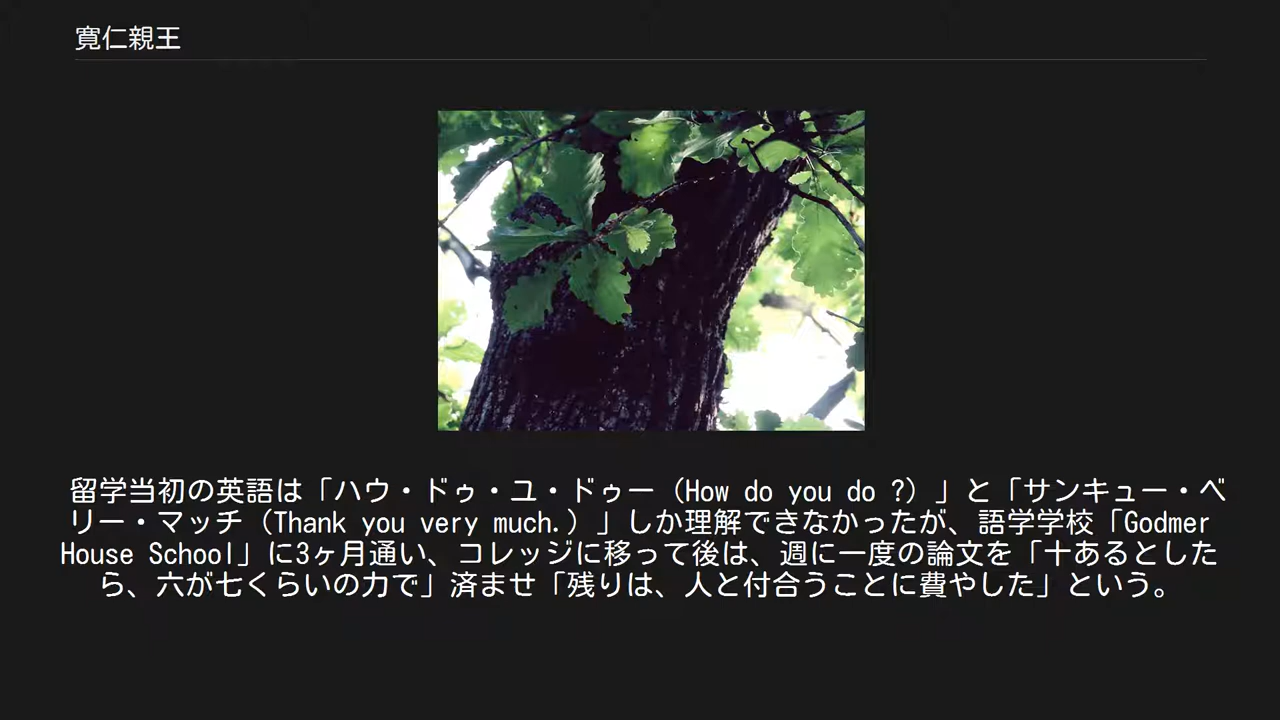 寛仁親王
留学当初の英語は「ハウ・ドゥ・ユ・ドゥー（How do you do ?）」と「サンキュー・ベ
リー・マッチ（Thank you very much.）」しか理解できなかったが、語学学校「Godmer
House School」に3ヶ月通い、コレッジに移って後は、週に一度の論文を「十あるとした
ら、六が七くらいの力で」済ませ「残りは、人と付合うことに費やした」という。